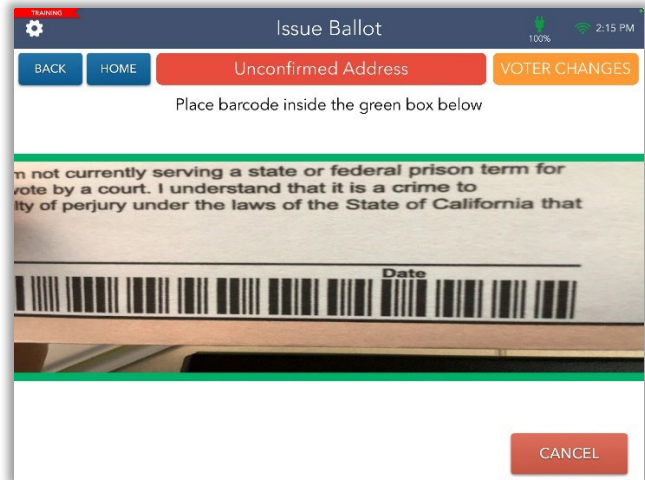 TRAINING
Issue Ballot
100%
2:15 PM
BACK
HOME
Unconfirmed Address
VOTER CHANGES
Place barcode inside the green box below
m not currently serving a state or federal prison term for
vote by a court. I understand that it is a crime to
lty of perjury under the laws of the State of California that
Date
CANCEL